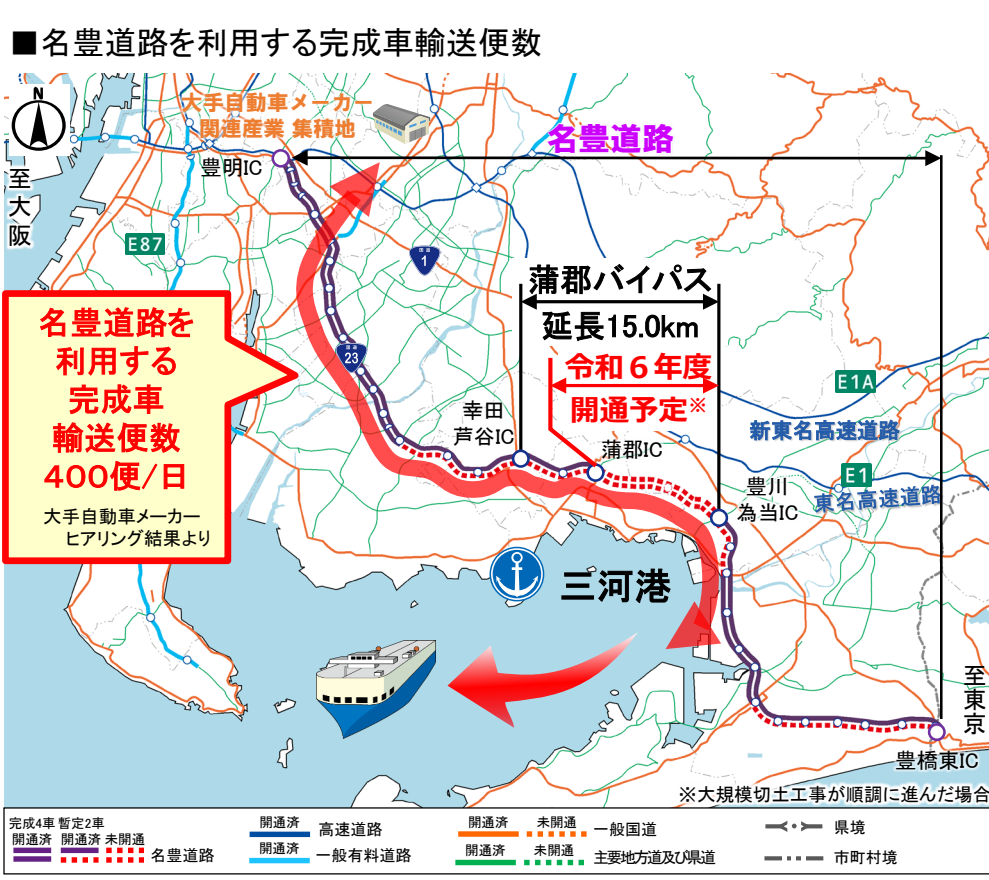 ■名豊道路を利用する完成車輸送便数
N
大手自動車メーカー
関連産業 集積地
名豊道路
豊明IC
至大阪
E87
国道
1
蒲郡バイパス
延長15.0km
令和6年度
開通予定※
名豊道路を
利用する
完成車
輸送便数
400便/日
大手自動車メーカー
ヒアリング結果より
国道
23
E1A
新東名高速道路
幸田
芦谷IC
蒲郡IC
E1
東名高速道路
豊川
為当IC
三河港
至東京
豊橋東IC
※大規模切土工事が順調に進んだ場合
完成4車 暫定2車
開通済 開通済 未開通
名豊道路
開通済 高速道路
開通済 一般有料道路
開通済 未開通 一般国道
開通済 未開通 主要地方道及び県道
県境
市町村境